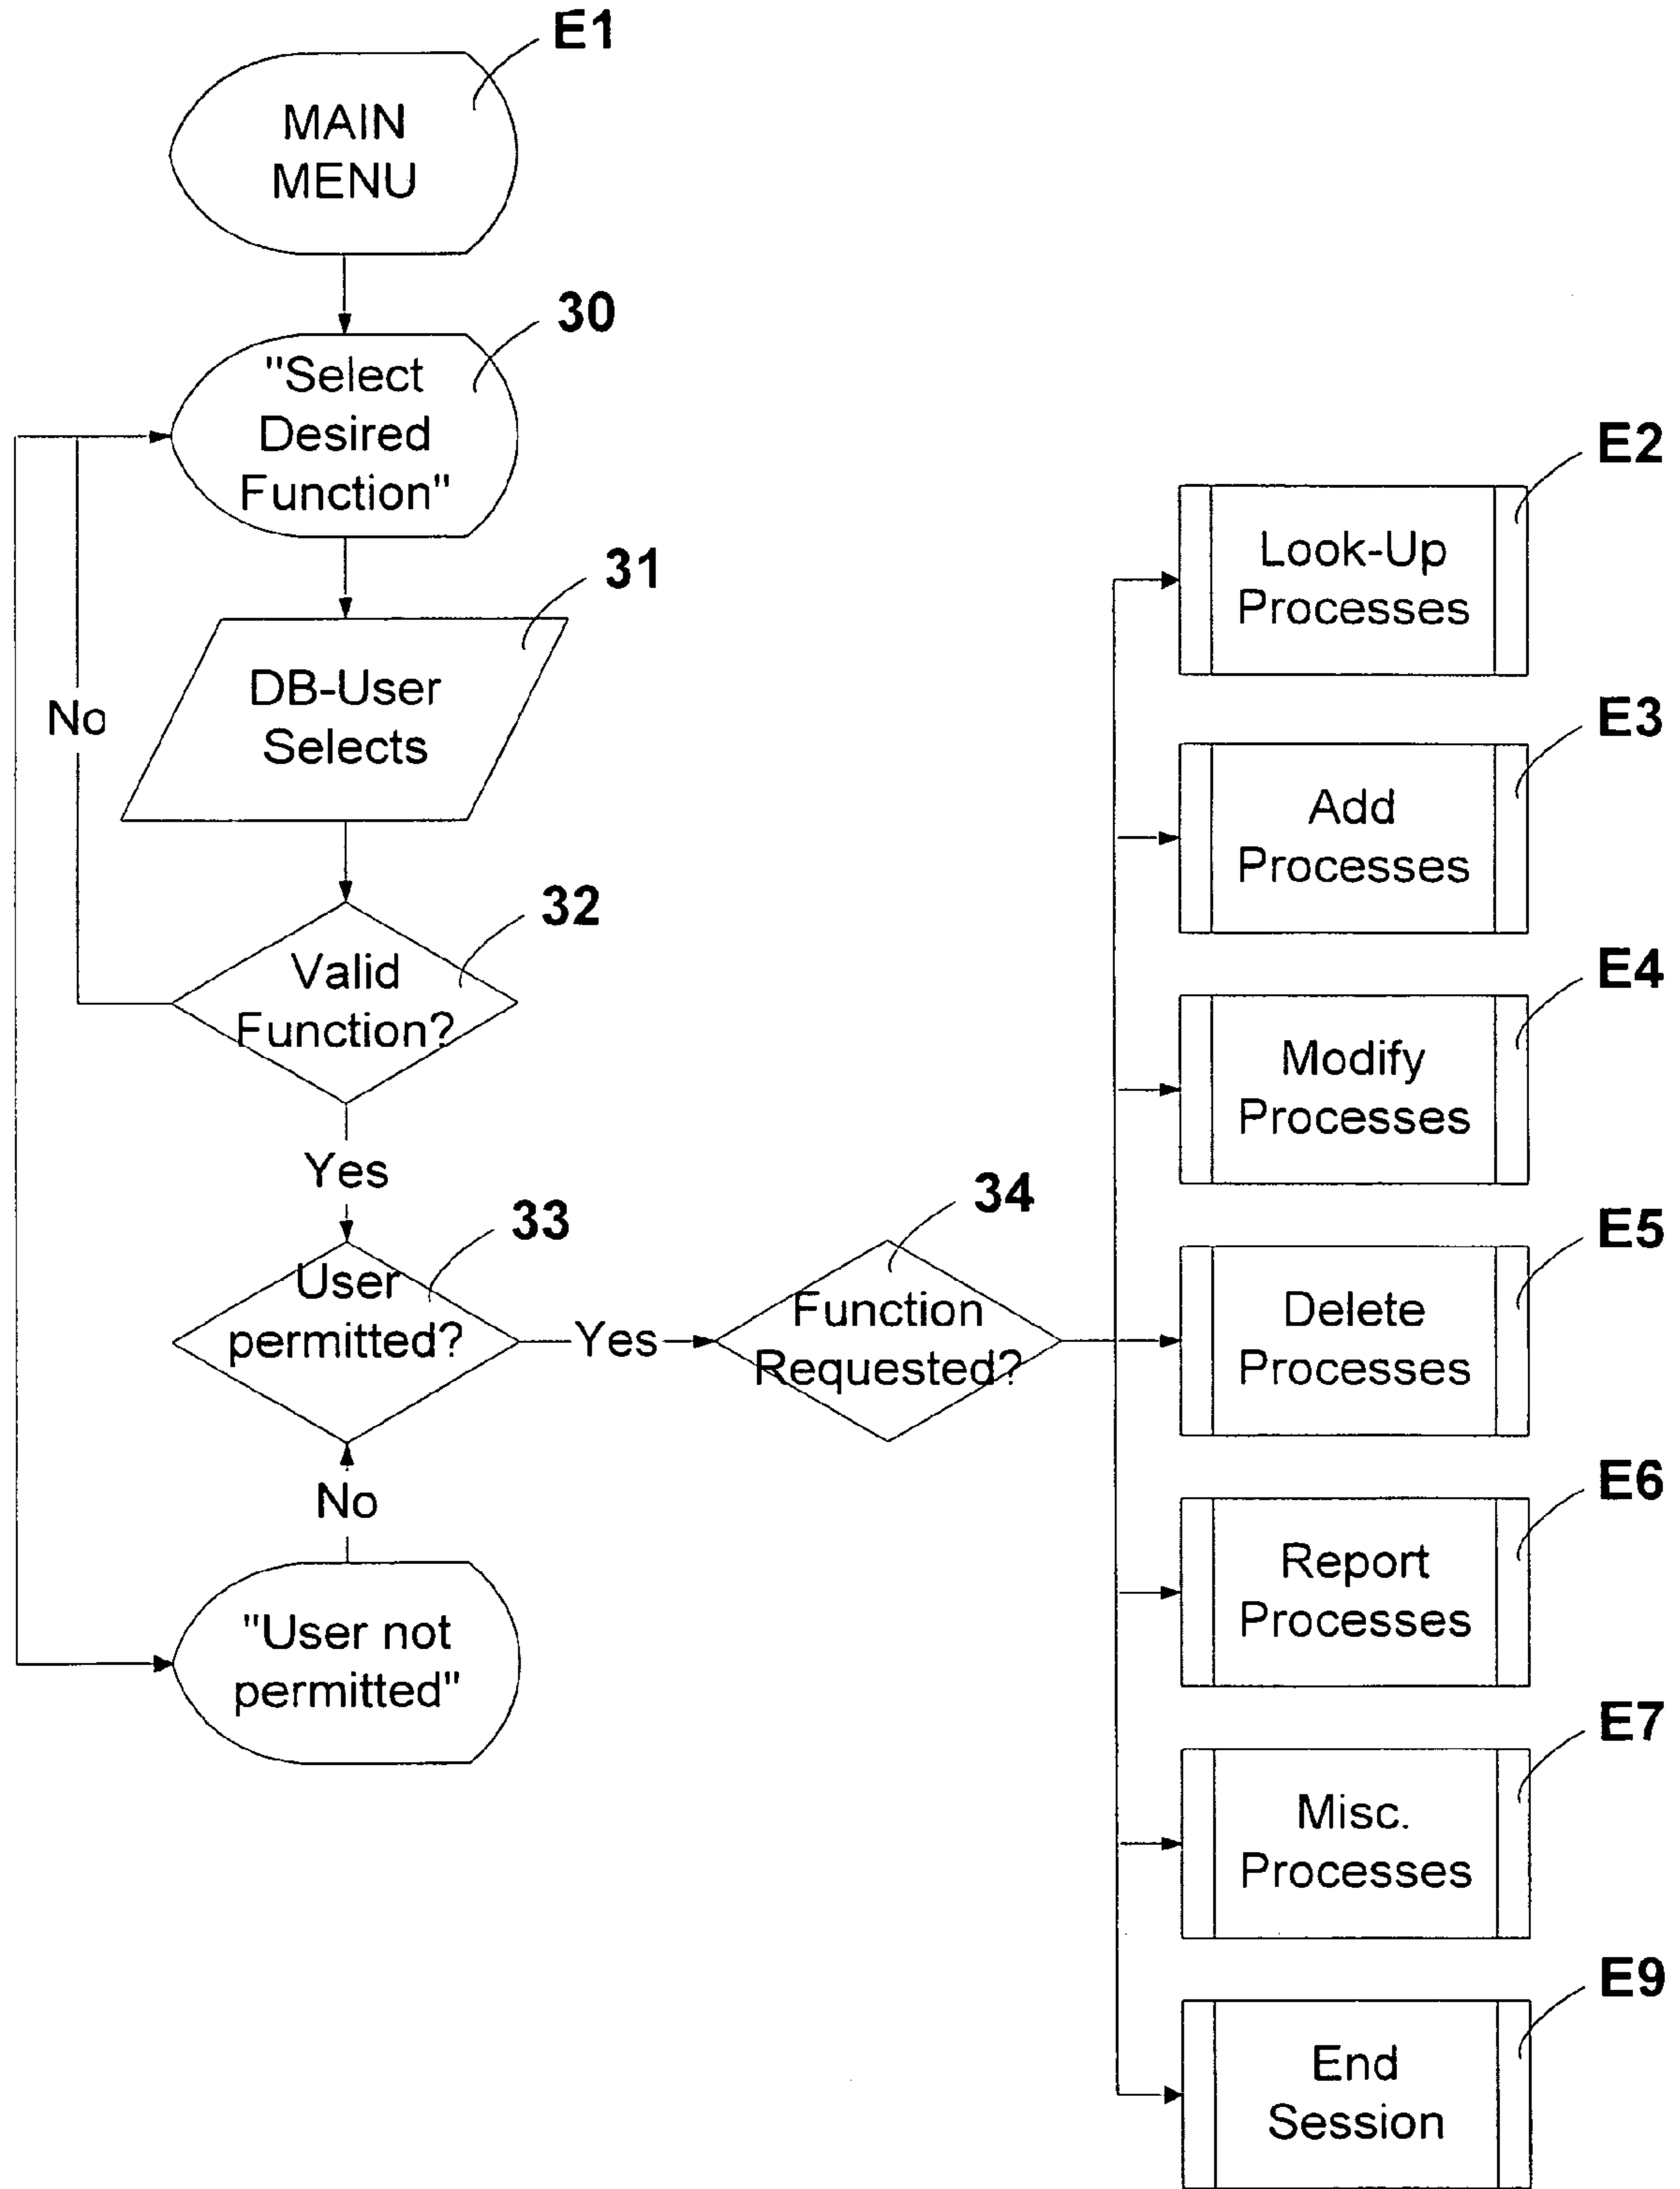 E1
MAIN
MENU
30
"Select
Desired
Function"
31
DB-User
Selects
No
32
Valid
Function?
Yes
33
User
permitted?
Yes
34
Function
Requested?
No
"User not
permitted"
E2
Look-Up
Processes
E3
Add
Processes
E4
Modify
Processes
E5
Delete
Processes
E6
Report
Processes
E7
Misc.
Processes
E9
End
Session